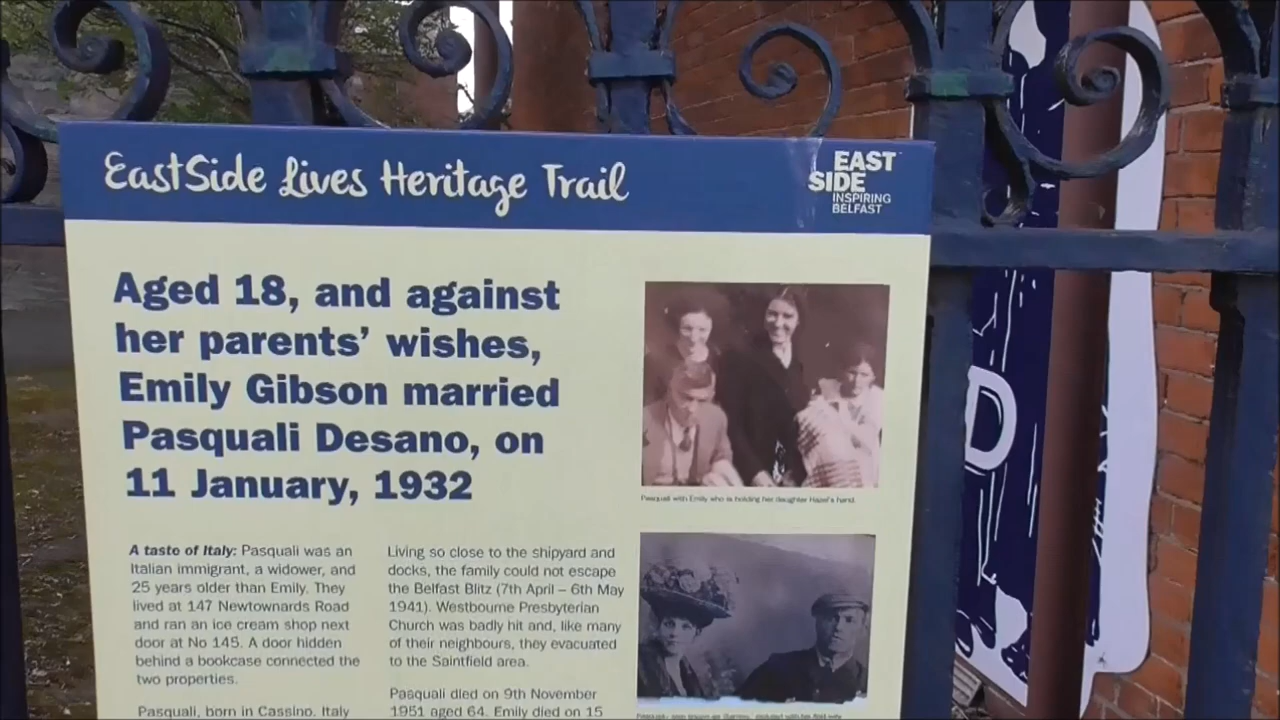 EastSide Lives Heritage Trail
EAST
SIDE
INSPIRING
BELFAST
Aged 18, and against
her parents' wishes,
Emily Gibson married
Pasquali Desano, on
11 January, 1932
A taste of Italy: Pasquali was an
Italian immigrant, a widower, and
25 years older than Emily. They
lived at 147 Newtownards Road
and ran an ice cream shop next
door at No 145. A door hidden
behind a bookcase connected the
two properties.
Pasquali, born in Cassino, Italy
Living so close to the shipyard and
docks, the family could not escape
the Belfast Blitz (7th April – 6th May
1941). Westbourne Presbyterian
Church was badly hit and, like many
of their neighbours, they evacuated
to the Saintfield area.
Pasquali died on 9th November
1951 aged 64. Emily died on 15
Pasquali with Emily who is holding her daughter Hazel's hand.
D